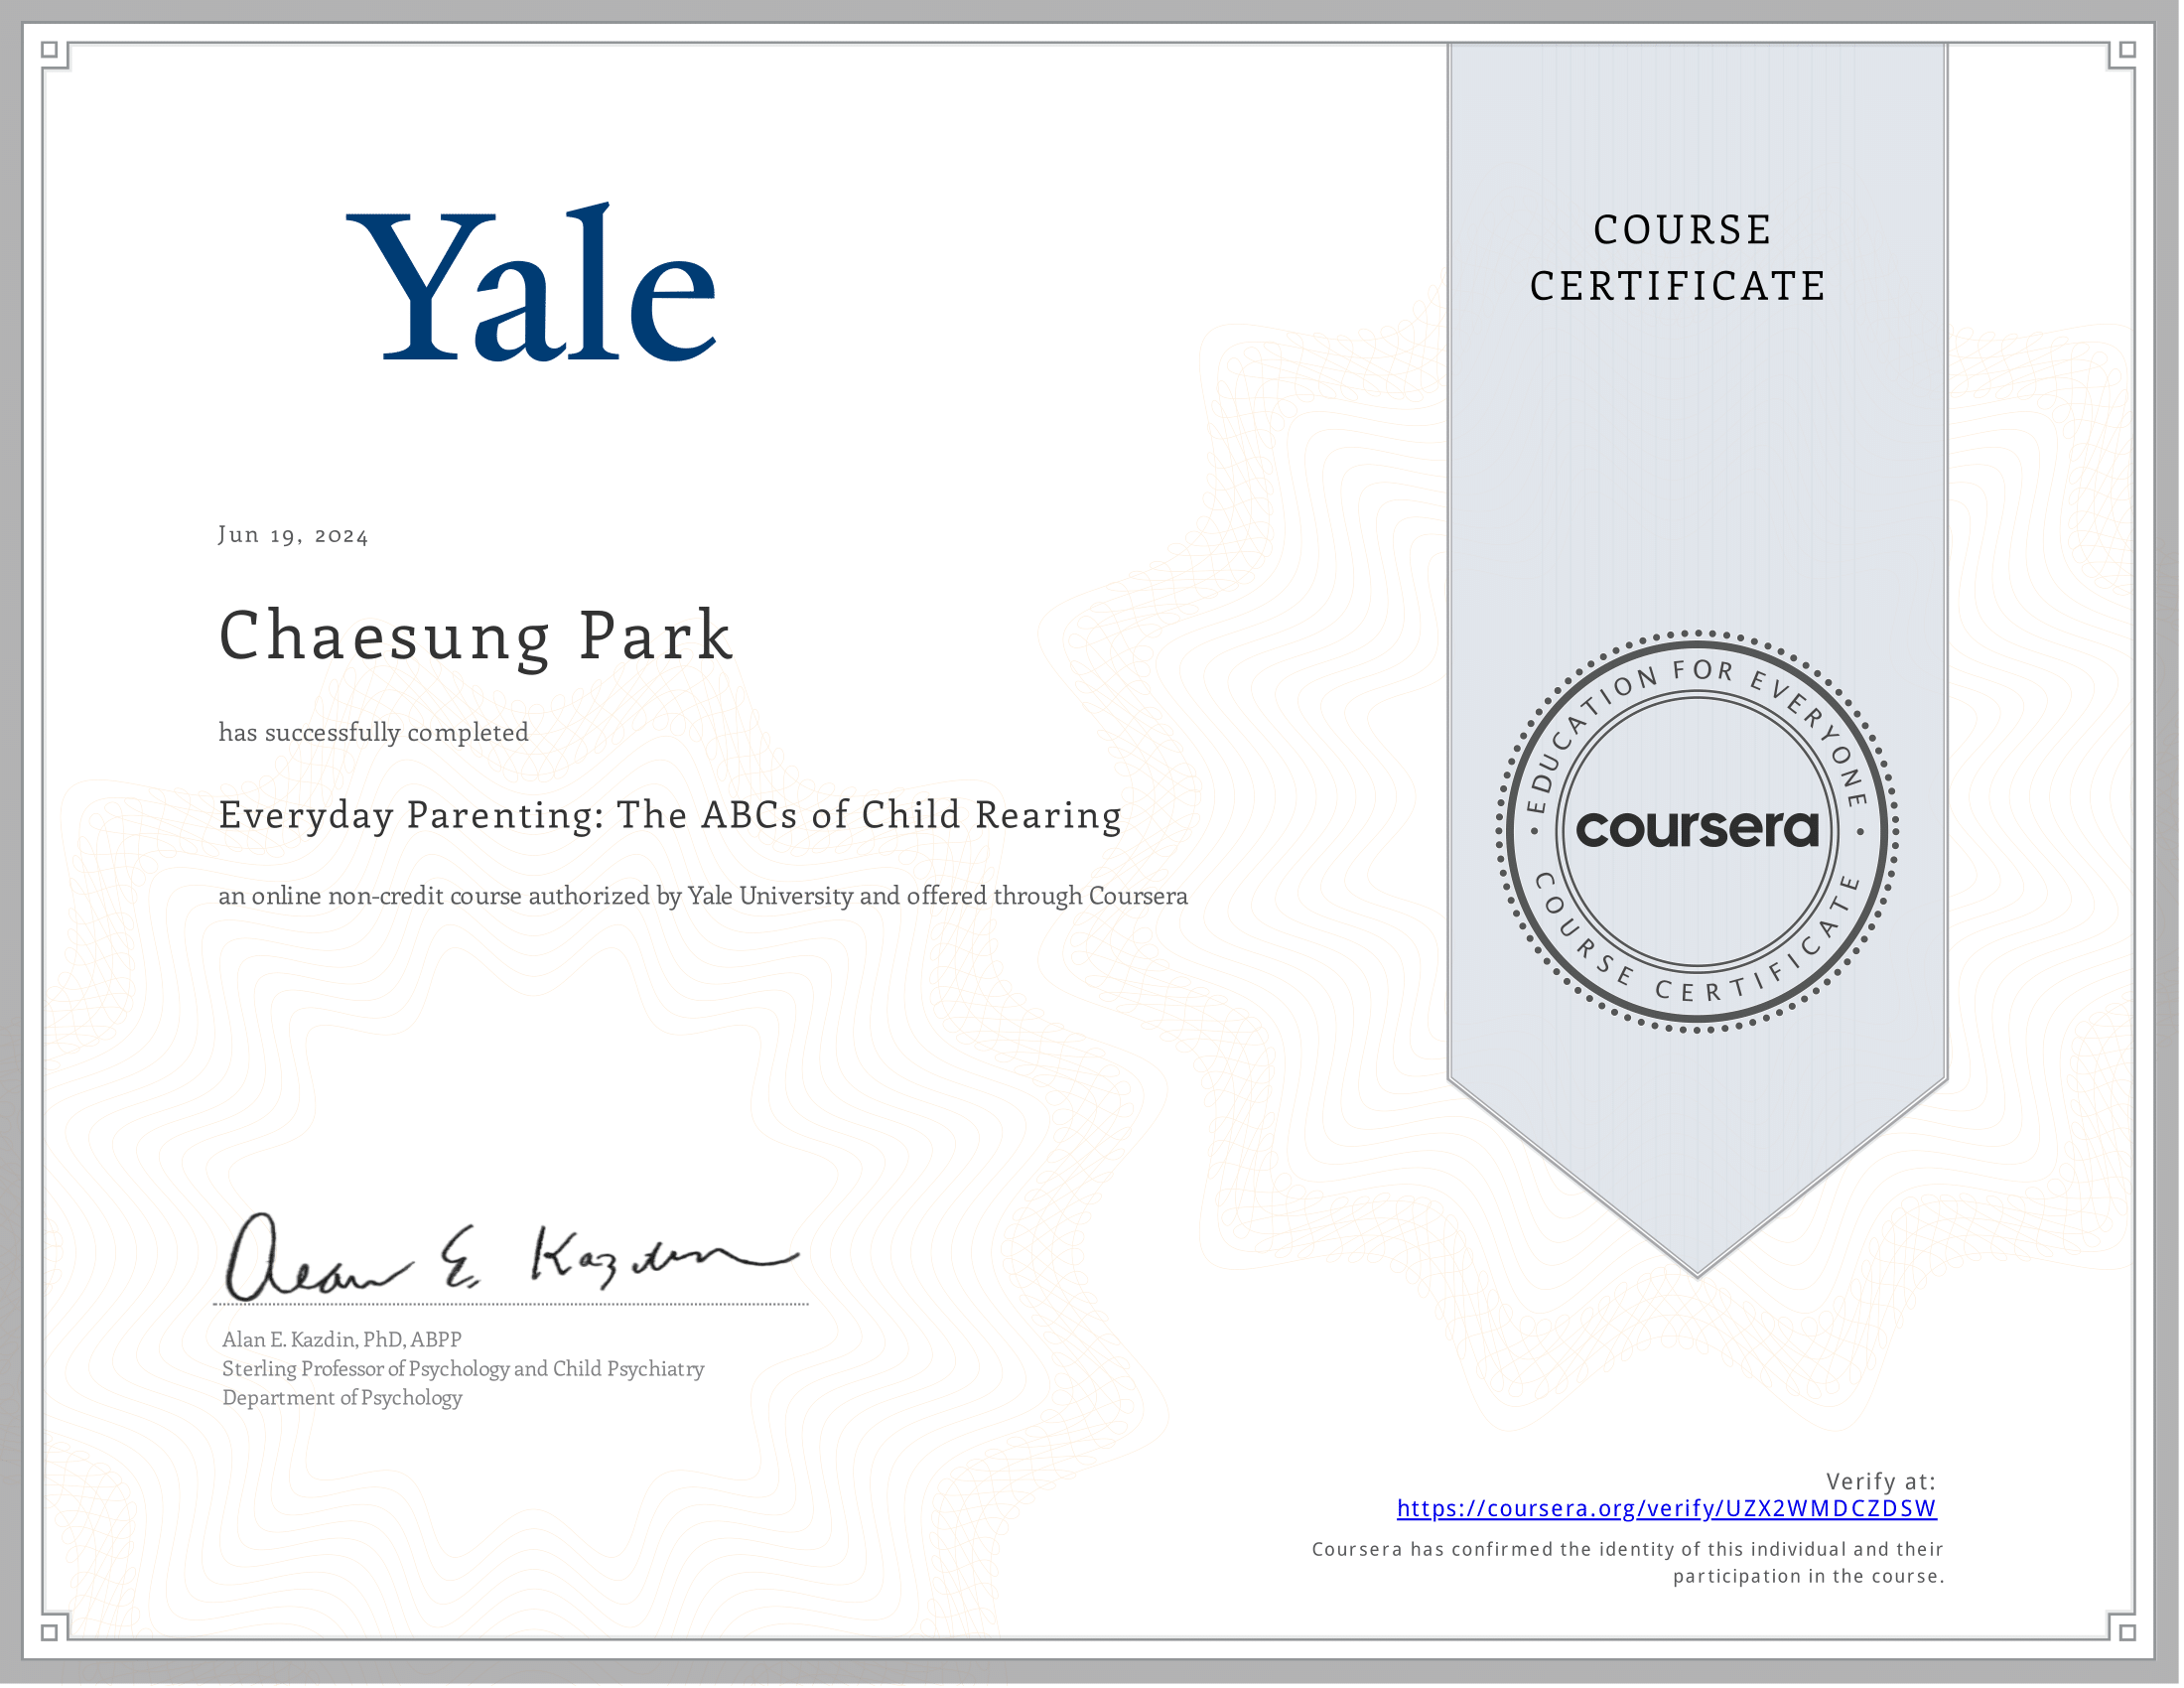 Yale
COURSE
CERTIFICATE
Jun 19, 2024
Chaesung Park
has successfully completed
Everyday Parenting: The ABCs of Child Rearing
an online non-credit course authorized by Yale University and offered through Coursera
EDUCATION FOR EVERYONE
coursera
COURSE CERTIFICATE
Alan E. Kazdin
Alan E. Kazdin, PhD, ABPP
Sterling Professor of Psychology and Child Psychiatry
Department of Psychology
Verify at:
https://coursera.org/verify/UZX2WMDCZDSW
Coursera has confirmed the identity of this individual and their
participation in the course.